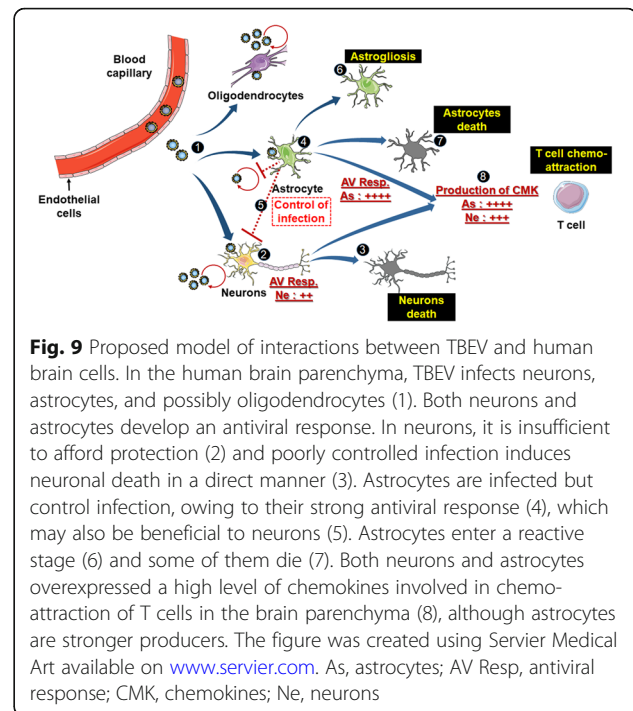 Blood
capillary
Endothelial
cells
Oligodendrocytes
1
6
Astrogliosis
4
Astrocyte
Astrocytes
death
7
AV Resp.
As : ++++
8
Production of CMK
As : ++++
Ne : +++
T cell chemo-
attraction
T cell
5
Control of
infection
2
Neurons
AV Resp.
Ne : ++
3
Neurons
death
Fig. 9 Proposed model of interactions between TBEV and human
brain cells. In the human brain parenchyma, TBEV infects neurons,
astrocytes, and possibly oligodendrocytes (1). Both neurons and
astrocytes develop an antiviral response. In neurons, it is insufficient
to afford protection (2) and poorly controlled infection induces
neuronal death in a direct manner (3). Astrocytes are infected but
control infection, owing to their strong antiviral response (4), which
may also be beneficial to neurons (5). Astrocytes enter a reactive
stage (6) and some of them die (7). Both neurons and astrocytes
overexpressed a high level of chemokines involved in chemo-
attraction of T cells in the brain parenchyma (8), although astrocytes
are stronger producers. The figure was created using Servier Medical
Art available on www.servier.com. As, astrocytes; AV Resp, antiviral
response; CMK, chemokines; Ne, neurons